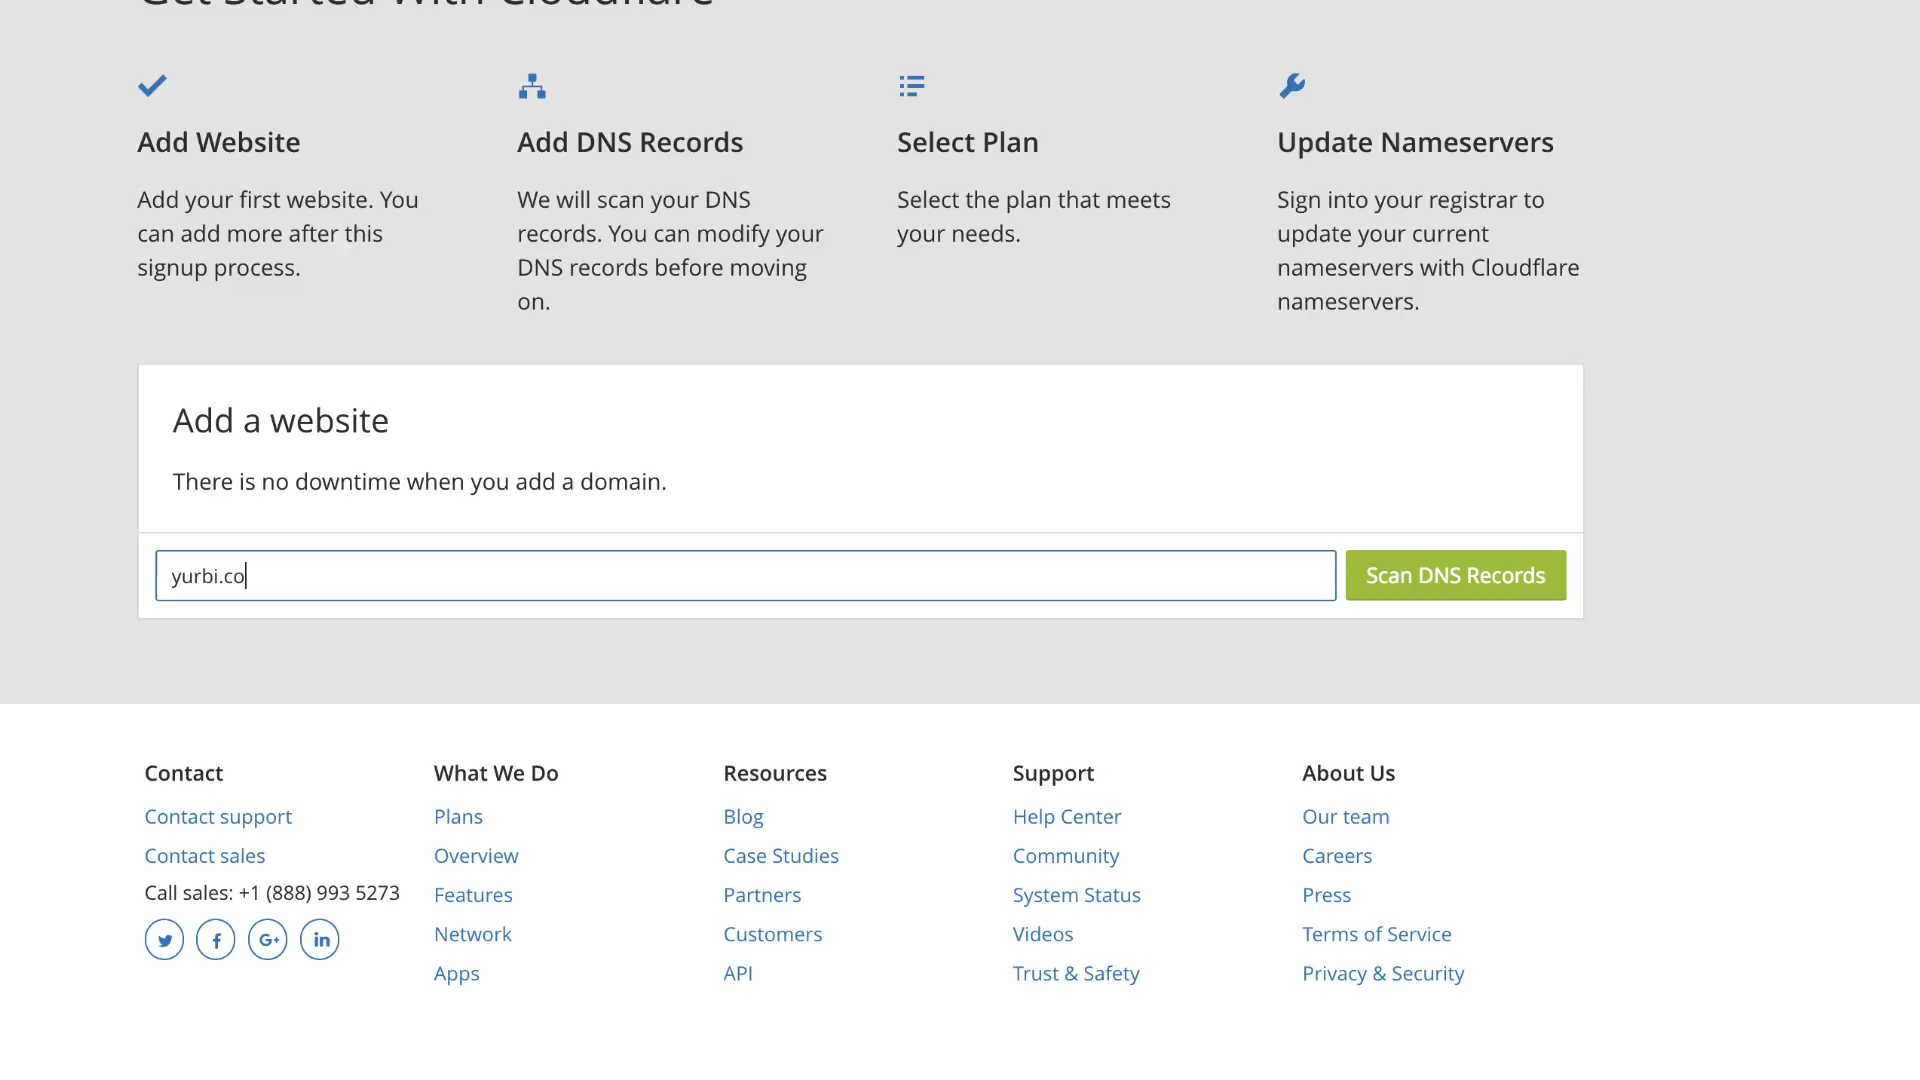 Get Started With Cloudflare
Add Website
Add your first website. You
can add more after this
signup process.
Add DNS Records
We will scan your DNS
records. You can modify your
DNS records before moving
on.
Select Plan
Select the plan that meets
your needs.
Update Nameservers
Sign into your registrar to
update your current
nameservers with Cloudflare
nameservers.
Add a website
There is no downtime when you add a domain.
yurbi.co
Scan DNS Records
Contact
Contact support
Contact sales
Call sales: +1 (888) 993 5273
G+
in
What We Do
Plans
Overview
Features
Network
Apps
Resources
Blog
Case Studies
Partners
Customers
API
Support
Help Center
Community
System Status
Videos
Trust & Safety
About Us
Our team
Careers
Press
Terms of Service
Privacy & Security